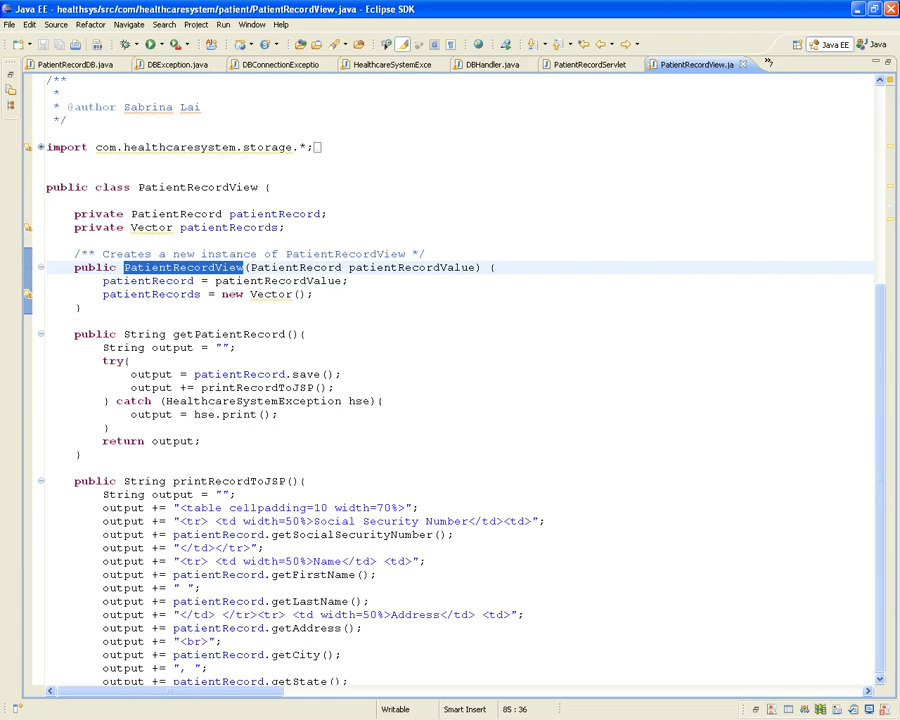 Java EE - healthsys/src/com/healthcaresystem/patient/PatientRecordView.java - Eclipse SDK
File Edit Source Refactor Navigate Search Project Run Window Help
Java EE Java
PatientRecordDB.java DBException.java DBConnectionExceptio HealthcareSystemExce DBHandler.java PatientRecordServlet PatientRecordView.ja »7
/**
*
* @author Sabrina Lai
*/
import com.healthcaresystem.storage.*;
public class PatientRecordView {
private PatientRecord patientRecord;
private Vector patientRecords;
/** Creates a new instance of PatientRecordView */
public PatientRecordView(PatientRecord patientRecordValue) {
patientRecord = patientRecordValue;
patientRecords = new Vector();
}
public String getPatientRecord(){
String output = "";
try{
output = patientRecord.save();
output += printRecordToJSP();
} catch (HealthcareSystemException hse){
output = hse.print();
}
return output;
}
public String printRecordToJSP(){
String output = "";
output += "<table cellpadding=10 width=70%>";
output += "<tr> <td width=50%>Social Security Number</td><td>";
output += patientRecord.getSocialSecurityNumber();
output += "</td></tr>";
output += "<tr> <td width=50%>Name</td> <td>";
output += patientRecord.getFirstName();
output += " ";
output += patientRecord.getLastName();
output += "</td> </tr><tr> <td width=50%>Address</td> <td>";
output += patientRecord.getAddress();
output += "<br>";
output += patientRecord.getCity();
output += ", ";
output += patientRecord.getState();
Writable Smart Insert 85 : 36